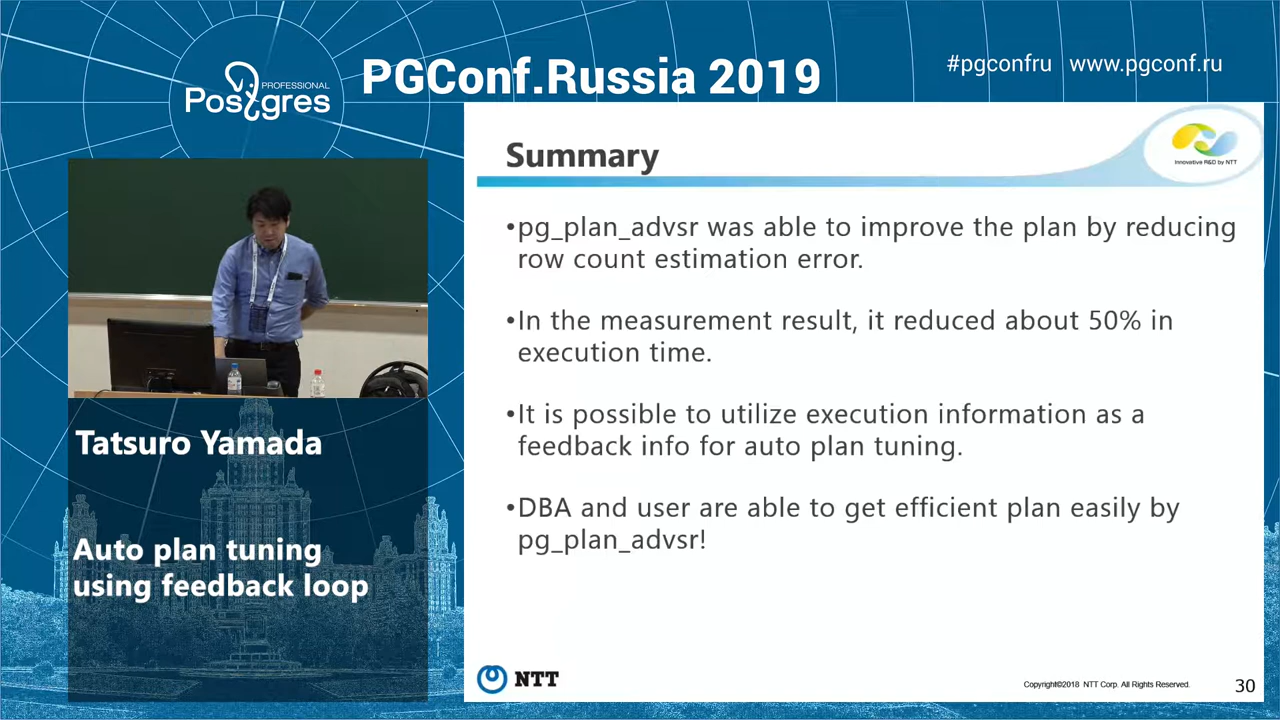 PROFESSIONAL
Postgres
PGConf.Russia 2019
#pgconfru www.pgconf.ru
Summary
Innovative R&D by NTT
•pg_plan_advsr was able to improve the plan by reducing
row count estimation error.
•In the measurement result, it reduced about 50% in
execution time.
•It is possible to utilize execution information as a
feedback info for auto plan tuning.
•DBA and user are able to get efficient plan easily by
pg_plan_advsr!
Tatsuro Yamada
Auto plan tuning
using feedback loop
NTT
Copyright©2018 NTT Corp. All Rights Reserved.
30